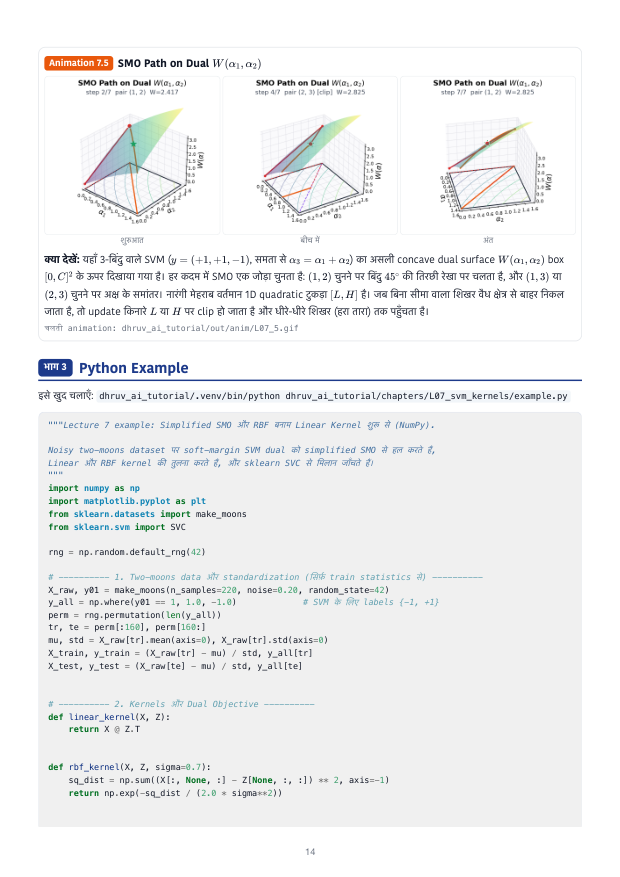 Animation 7.5 SMO Path on Dual W(α₁, α₂)
SMO Path on Dual W(α₁, α₂)
step 2/7 pair (1, 2) W=2.417
SMO Path on Dual W(α₁, α₂)
step 4/7 pair (2, 3) [clip] W=2.825
SMO Path on Dual W(α₁, α₂)
step 7/7 pair (1, 2) W=2.825
शुरुआत
बीच में
अंत
क्या देखें: यहाँ 3-बिंदु वाले SVM (y = (+1, +1, −1), समता से α₃ = α₁ + α₂) का असली concave dual surface W(α₁, α₂) box
[0, C]² के ऊपर दिखाया गया है। हर कदम में SMO एक जोड़ा चुनता है: (1, 2) चुनने पर बिंदु 45° की तिरछी रेखा पर चलता है, और (1, 3) या
(2, 3) चुनने पर अक्ष के समांतर। नारंगी मेहराब वर्तमान 1D quadratic टुकड़ा [L, H] है। जब बिना सीमा वाला शिखर वैध क्षेत्र से बाहर निकल
जाता है, तो update किनारे L या H पर clip हो जाता है और धीरे-धीरे शिखर (हरा तारा) तक पहुँचता है।
चलती animation: dhruv_ai_tutorial/out/anim/L07_5.gif
भाग 3 Python Example
इसे खुद चलाएँ: dhruv_ai_tutorial/.venv/bin/python dhruv_ai_tutorial/chapters/L07_svm_kernels/example.py
"""Lecture 7 example: Simplified SMO और RBF बनाम Linear Kernel शुरू से (NumPy).
Noisy two-moons dataset पर soft-margin SVM dual को simplified SMO से हल करते हैं,
Linear और RBF kernel की तुलना करते हैं, और sklearn SVC से मिलान जाँचते हैं।
"""
import numpy as np
import matplotlib.pyplot as plt
from sklearn.datasets import make_moons
from sklearn.svm import SVC
rng = np.random.default_rng(42)
# ---------- 1. Two-moons data और standardization (सिर्फ़ train statistics से) ----------
X_raw, y01 = make_moons(n_samples=220, noise=0.20, random_state=42)
y_all = np.where(y01 == 1, 1.0, -1.0) # SVM के लिए labels {-1, +1}
perm = rng.permutation(len(y_all))
tr, te = perm[:160], perm[160:]
mu, std = X_raw[tr].mean(axis=0), X_raw[tr].std(axis=0)
X_train, y_train = (X_raw[tr] - mu) / std, y_all[tr]
X_test, y_test = (X_raw[te] - mu) / std, y_all[te]
# ---------- 2. Kernels और Dual Objective ----------
def linear_kernel(X, Z):
    return X @ Z.T
def rbf_kernel(X, Z, sigma=0.7):
    sq_dist = np.sum((X[:, None, :] - Z[None, :, :]) ** 2, axis=-1)
    return np.exp(-sq_dist / (2.0 * sigma**2))
14